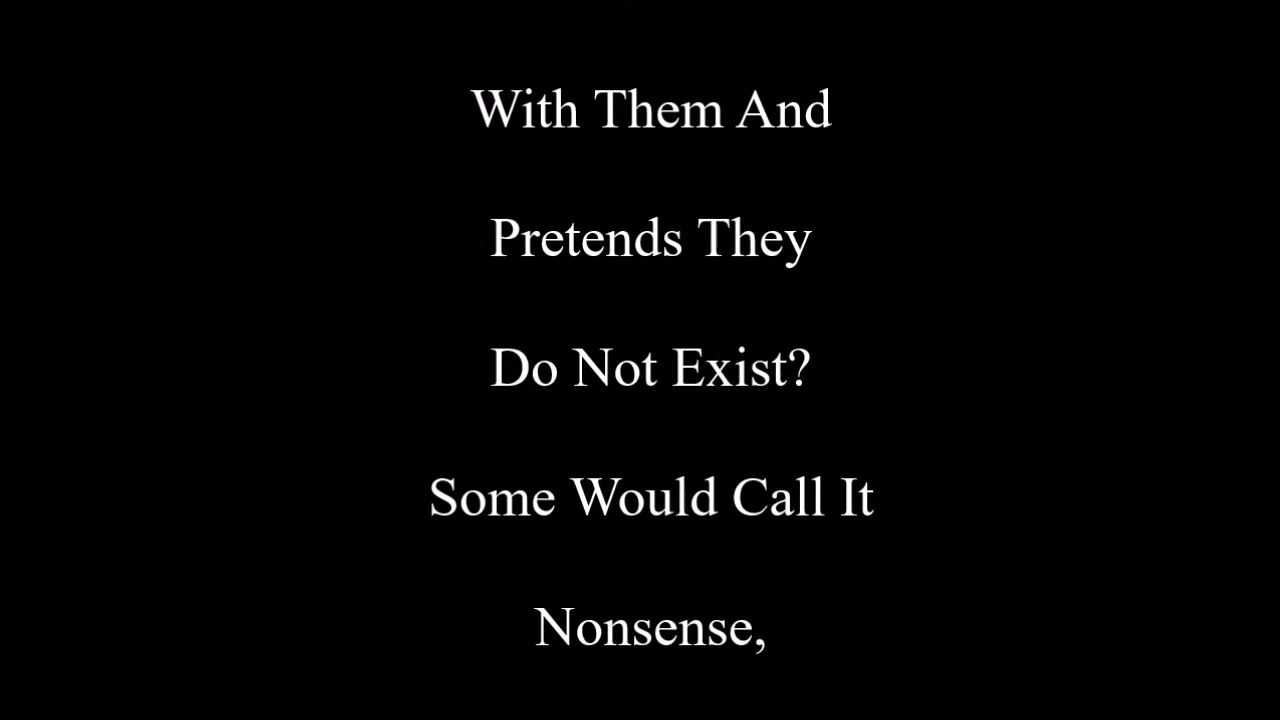 With Them And
Pretends They
Do Not Exist?
Some Would Call It
Nonsense,